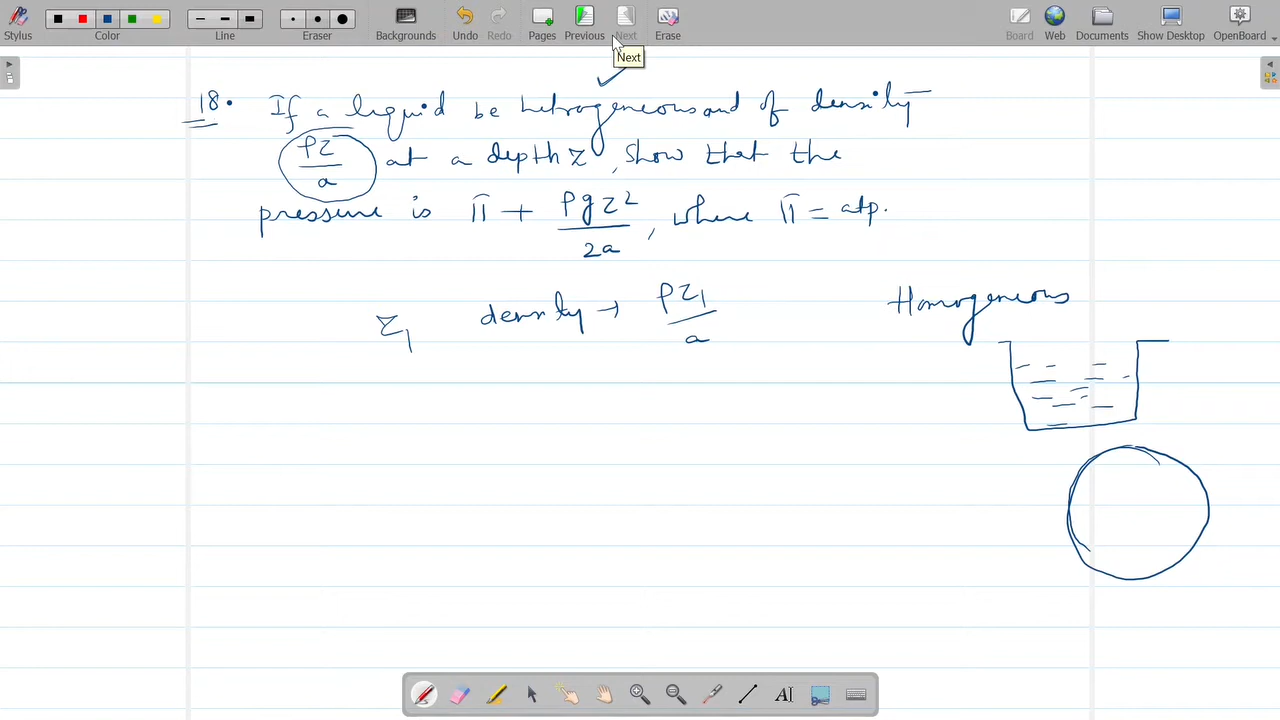 Stylus Color Line Eraser Backgrounds Undo Redo Pages Previous Next Erase Board Web Documents Show Desktop OpenBoard
Next
18. If a liquid be hetrogeneous and of density
ρz/a at a depth z, show that the
pressure is Π + ρgz²/2a, where Π = atp.
z₁ density → ρz₁/a
Homogeneous
AI